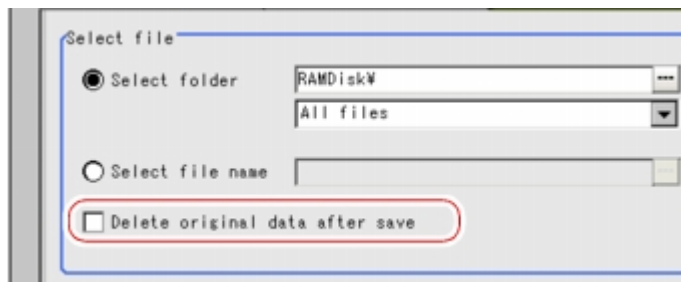 Select file
Select folder RAMDisk¥
All files
Select file name
Delete original data after save